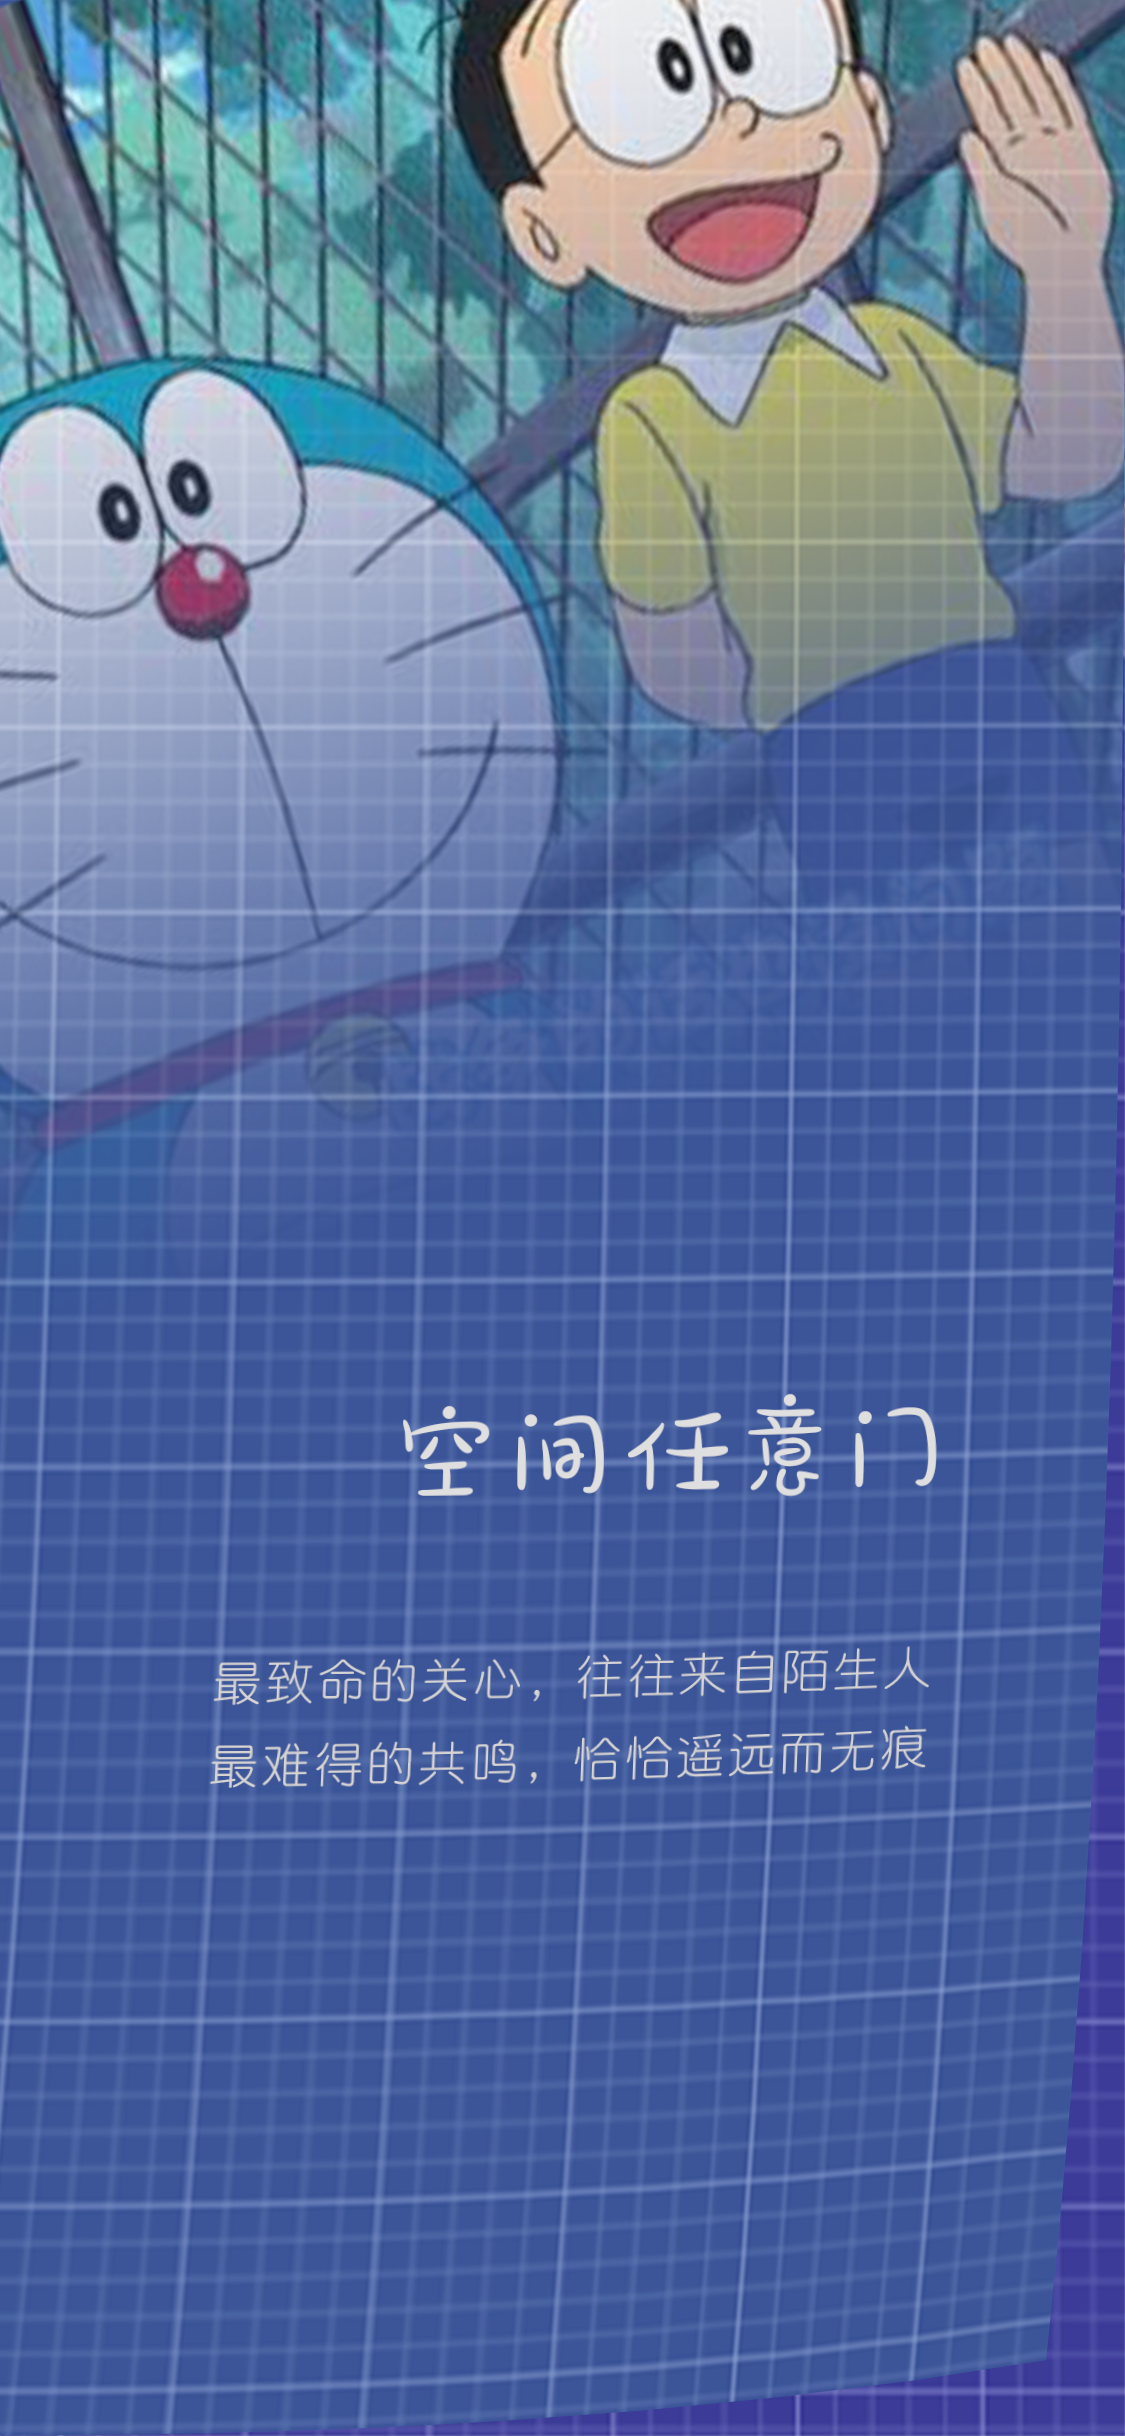 空间任意门
最致命的关心，往往来自陌生人
最难得的共鸣，恰恰遥远而无痕